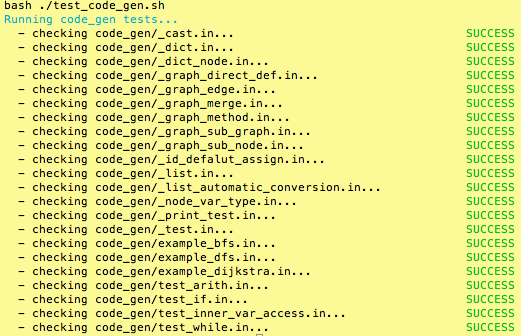 bash ./test_code_gen.sh
Running code_gen tests...
- checking code_gen/_cast.in... SUCCESS
- checking code_gen/_dict.in... SUCCESS
- checking code_gen/_dict_node.in... SUCCESS
- checking code_gen/_graph_direct_def.in... SUCCESS
- checking code_gen/_graph_edge.in... SUCCESS
- checking code_gen/_graph_merge.in... SUCCESS
- checking code_gen/_graph_method.in... SUCCESS
- checking code_gen/_graph_sub_graph.in... SUCCESS
- checking code_gen/_graph_sub_node.in... SUCCESS
- checking code_gen/_id_defalut_assign.in... SUCCESS
- checking code_gen/_list.in... SUCCESS
- checking code_gen/_list_automatic_conversion.in... SUCCESS
- checking code_gen/_node_var_type.in... SUCCESS
- checking code_gen/_print_test.in... SUCCESS
- checking code_gen/_test.in... SUCCESS
- checking code_gen/example_bfs.in... SUCCESS
- checking code_gen/example_dfs.in... SUCCESS
- checking code_gen/example_dijkstra.in... SUCCESS
- checking code_gen/test_arith.in... SUCCESS
- checking code_gen/test_if.in... SUCCESS
- checking code_gen/test_inner_var_access.in... SUCCESS
- checking code_gen/test_while.in... SUCCESS